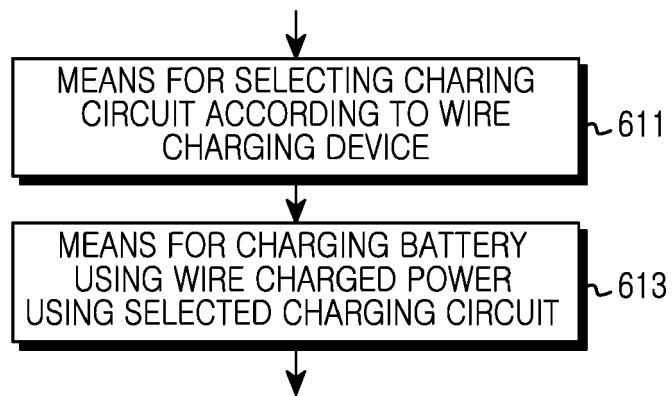 MEANS FOR SELECTING CHARING
CIRCUIT ACCORDING TO WIRE
CHARGING DEVICE
611
MEANS FOR CHARGING BATTERY
USING WIRE CHARGED POWER
USING SELECTED CHARGING CIRCUIT
613